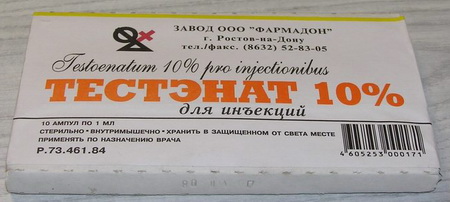 ЗАВОД ООО "ФАРМАДОН"
г. Ростов-на-Дону
тел./факс. (8632) 52-83-05
Testoenatum 10% pro injectionibus
ТЕСТЭНАТ 10%
для инъекций
10 АМПУЛ ПО 1 МЛ
СТЕРИЛЬНО · ВНУТРИМЫШЕЧНО · ХРАНИТЬ В ЗАЩИЩЕННОМ ОТ СВЕТА МЕСТЕ
ПРИМЕНЯТЬ ПО НАЗНАЧЕНИЮ ВРАЧА
Р.73.461.84
4 605253 000171